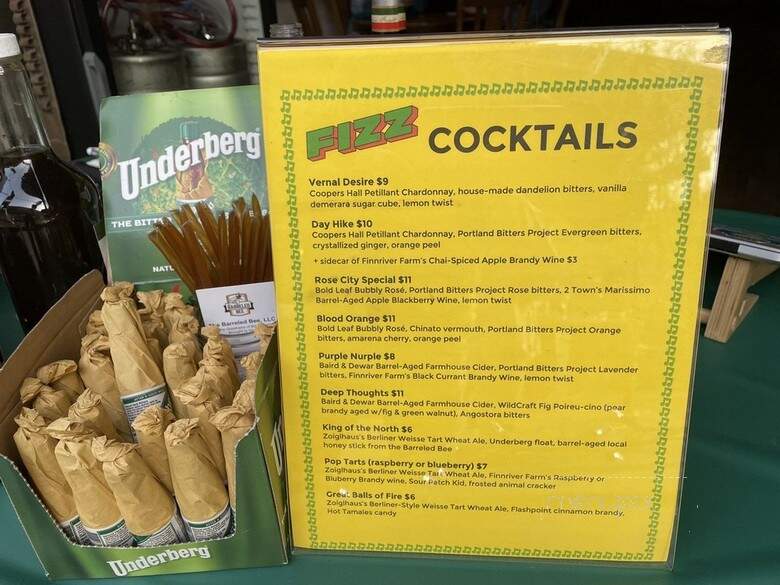 Underberg
THE BITT
NATU
The Barreled Bee, LLC
Underberg
FIZZ COCKTAILS
Vernal Desire $9
Coopers Hall Petillant Chardonnay, house-made dandelion bitters, vanilla
demerara sugar cube, lemon twist
Day Hike $10
Coopers Hall Petillant Chardonnay, Portland Bitters Project Evergreen bitters,
crystallized ginger, orange peel
+ sidecar of Finnriver Farm's Chai-Spiced Apple Brandy Wine $3
Rose City Special $11
Bold Leaf Bubbly Rosé, Portland Bitters Project Rose bitters, 2 Town's Marissimo
Barrel-Aged Apple Blackberry Wine, lemon twist
Blood Orange $11
Bold Leaf Bubbly Rosé, Chinato vermouth, Portland Bitters Project Orange
bitters, amarena cherry, orange peel
Purple Nurple $8
Baird & Dewar Barrel-Aged Farmhouse Cider, Portland Bitters Project Lavender
bitters, Finnriver Farm's Black Currant Brandy Wine, lemon twist
Deep Thoughts $11
Baird & Dewar Barrel-Aged Farmhouse Cider, WildCraft Fig Poireu-cino (pear
brandy aged w/fig & green walnut), Angostora bitters
King of the North $6
Zoiglhaus's Berliner Weisse Tart Wheat Ale, Underberg float, barrel-aged local
honey stick from the Barreled Bee
Pop Tarts (raspberry or blueberry) $7
Zoiglhaus's Berliner Weisse Tart Wheat Ale, Finnriver Farm's Raspberry or
Bluberry Brandy wine, Sour Patch Kid, frosted animal cracker
Great Balls of Fire $6
Zoiglhaus's Berliner-Style Weisse Tart Wheat Ale, Flashpoint cinnamon brandy,
Hot Tamales candy